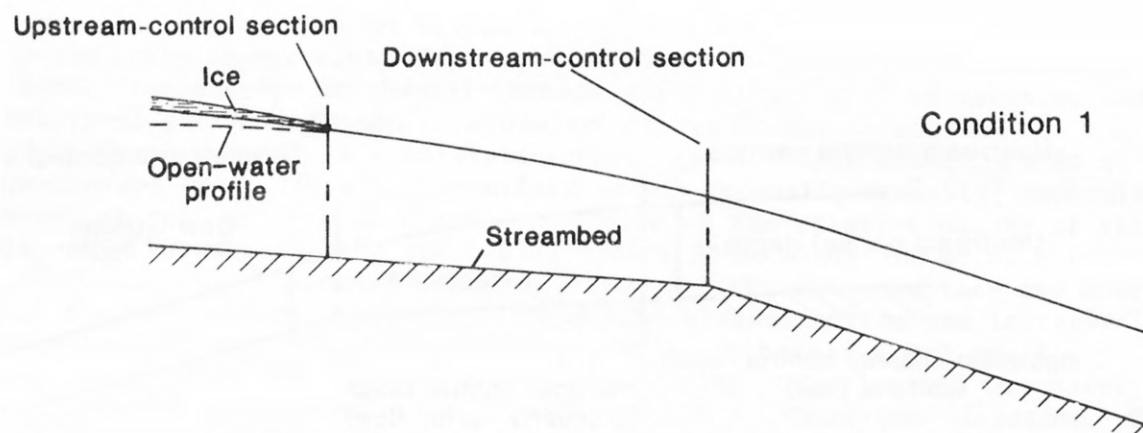 Upstream-control section
Downstream-control section
Ice
Condition 1
Open-water
profile
Streambed